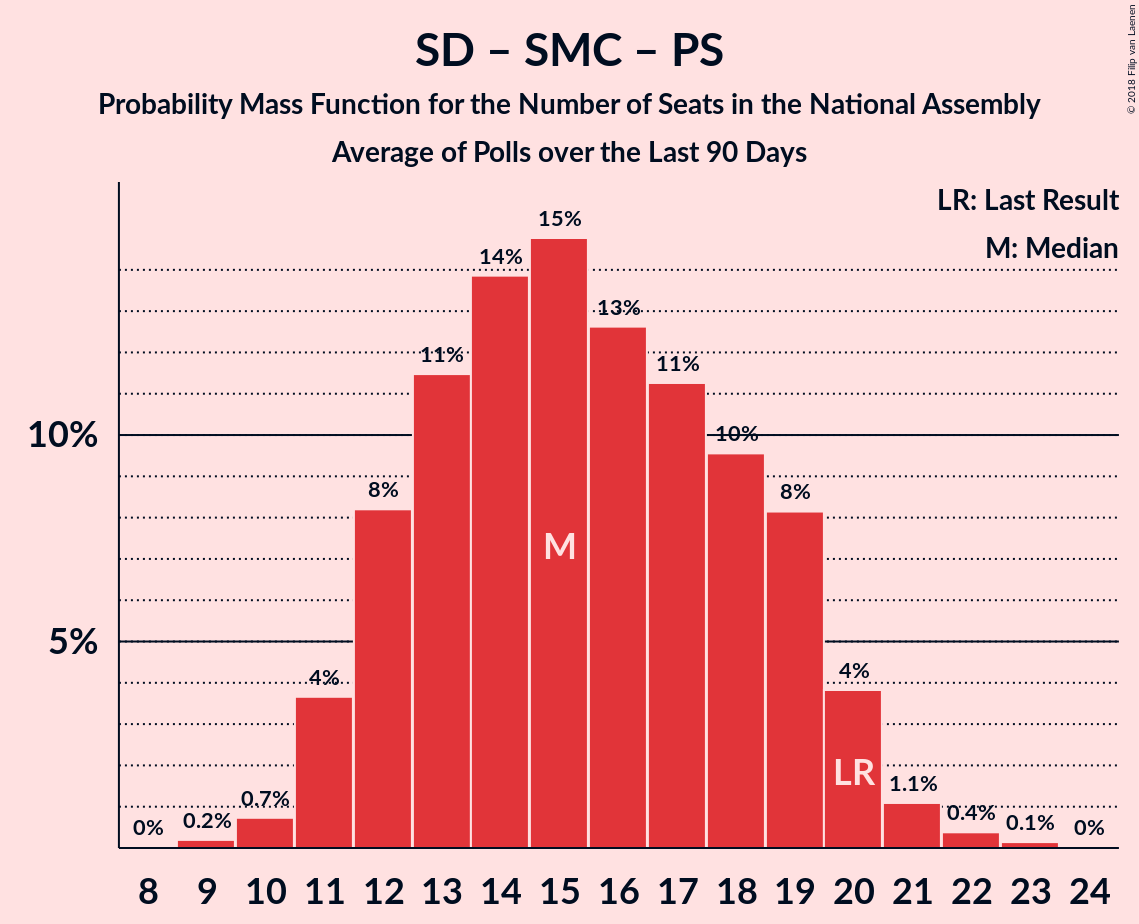 SD – SMC – PS
Probability Mass Function for the Number of Seats in the National Assembly
Average of Polls over the Last 90 Days
© 2018 Filip van Laenen
LR: Last Result
M: Median
10%
5%
0%
0.2%
0.7%
4%
8%
11%
14%
15%
13%
11%
10%
8%
4%
1.1%
0.4%
0.1%
0%
M
LR
8 9 10 11 12 13 14 15 16 17 18 19 20 21 22 23 24